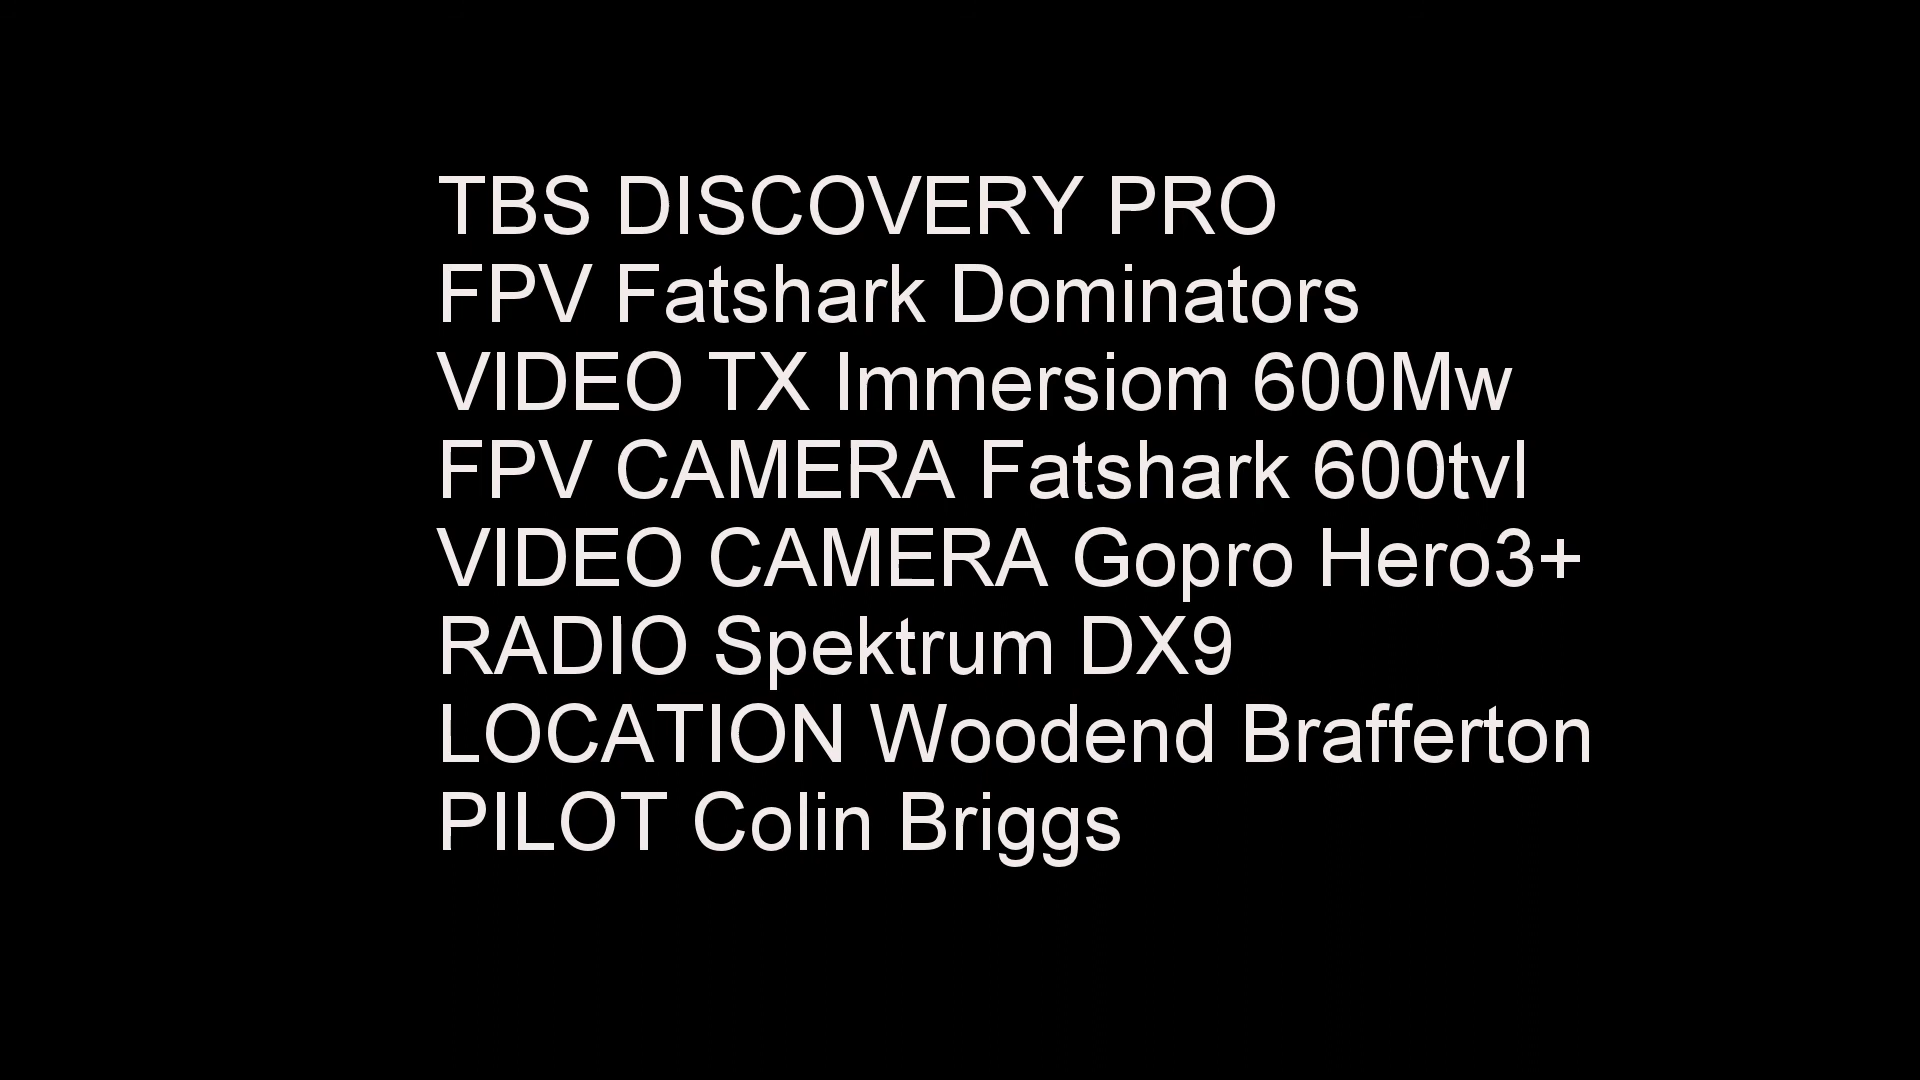 TBS DISCOVERY PRO
FPV Fatshark Dominators
VIDEO TX Immersiom 600Mw
FPV CAMERA Fatshark 600tvl
VIDEO CAMERA Gopro Hero3+
RADIO Spektrum DX9
LOCATION Woodend Brafferton
PILOT Colin Briggs